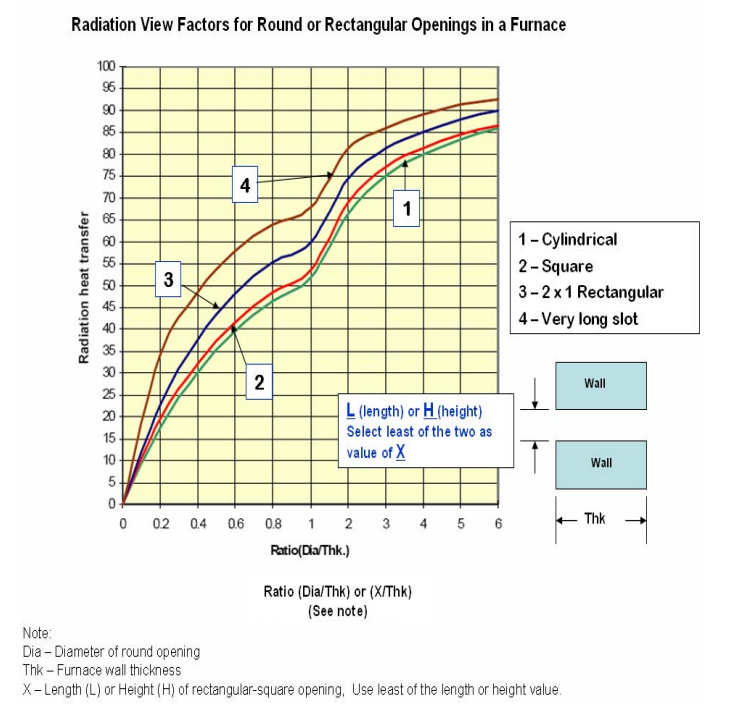 Radiation View Factors for Round or Rectangular Openings in a Furnace
100
95
90
85
80
75
70
65
60
55
50
45
40
35
30
25
20
15
10
5
0
Radiation heat transfer
4
1
3
2
1 – Cylindrical
2 – Square
3 – 2 x 1 Rectangular
4 – Very long slot
L (length) or H (height)
Select least of the two as
value of X
Wall
Wall
Thk
0 0.2 0.4 0.6 0.8 1 2 3 4 5 6
Ratio(Dia/Thk.)
Ratio (Dia/Thk) or (X/Thk)
(See note)
Note:
Dia – Diameter of round opening
Thk – Furnace wall thickness
X – Length (L) or Height (H) of rectangular-square opening, Use least of the length or height value.